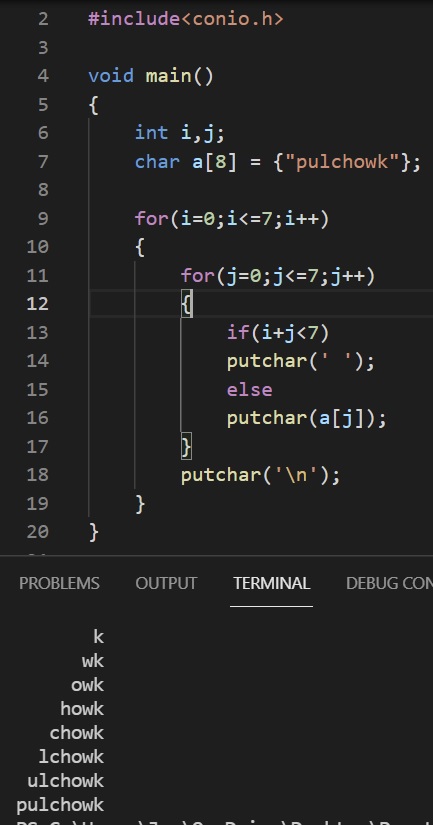 2 #include<conio.h>
3
4 void main()
5 {
6 int i,j;
7 char a[8] = {"pulchowk"};
8
9 for(i=0;i<=7;i++)
10 {
11 for(j=0;j<=7;j++)
12 {
13 if(i+j<7)
14 putchar(' ');
15 else
16 putchar(a[j]);
17 }
18 putchar('\n');
19 }
20 }
PROBLEMS OUTPUT TERMINAL DEBUG CON
k
wk
owk
howk
chowk
lchowk
ulchowk
pulchowk